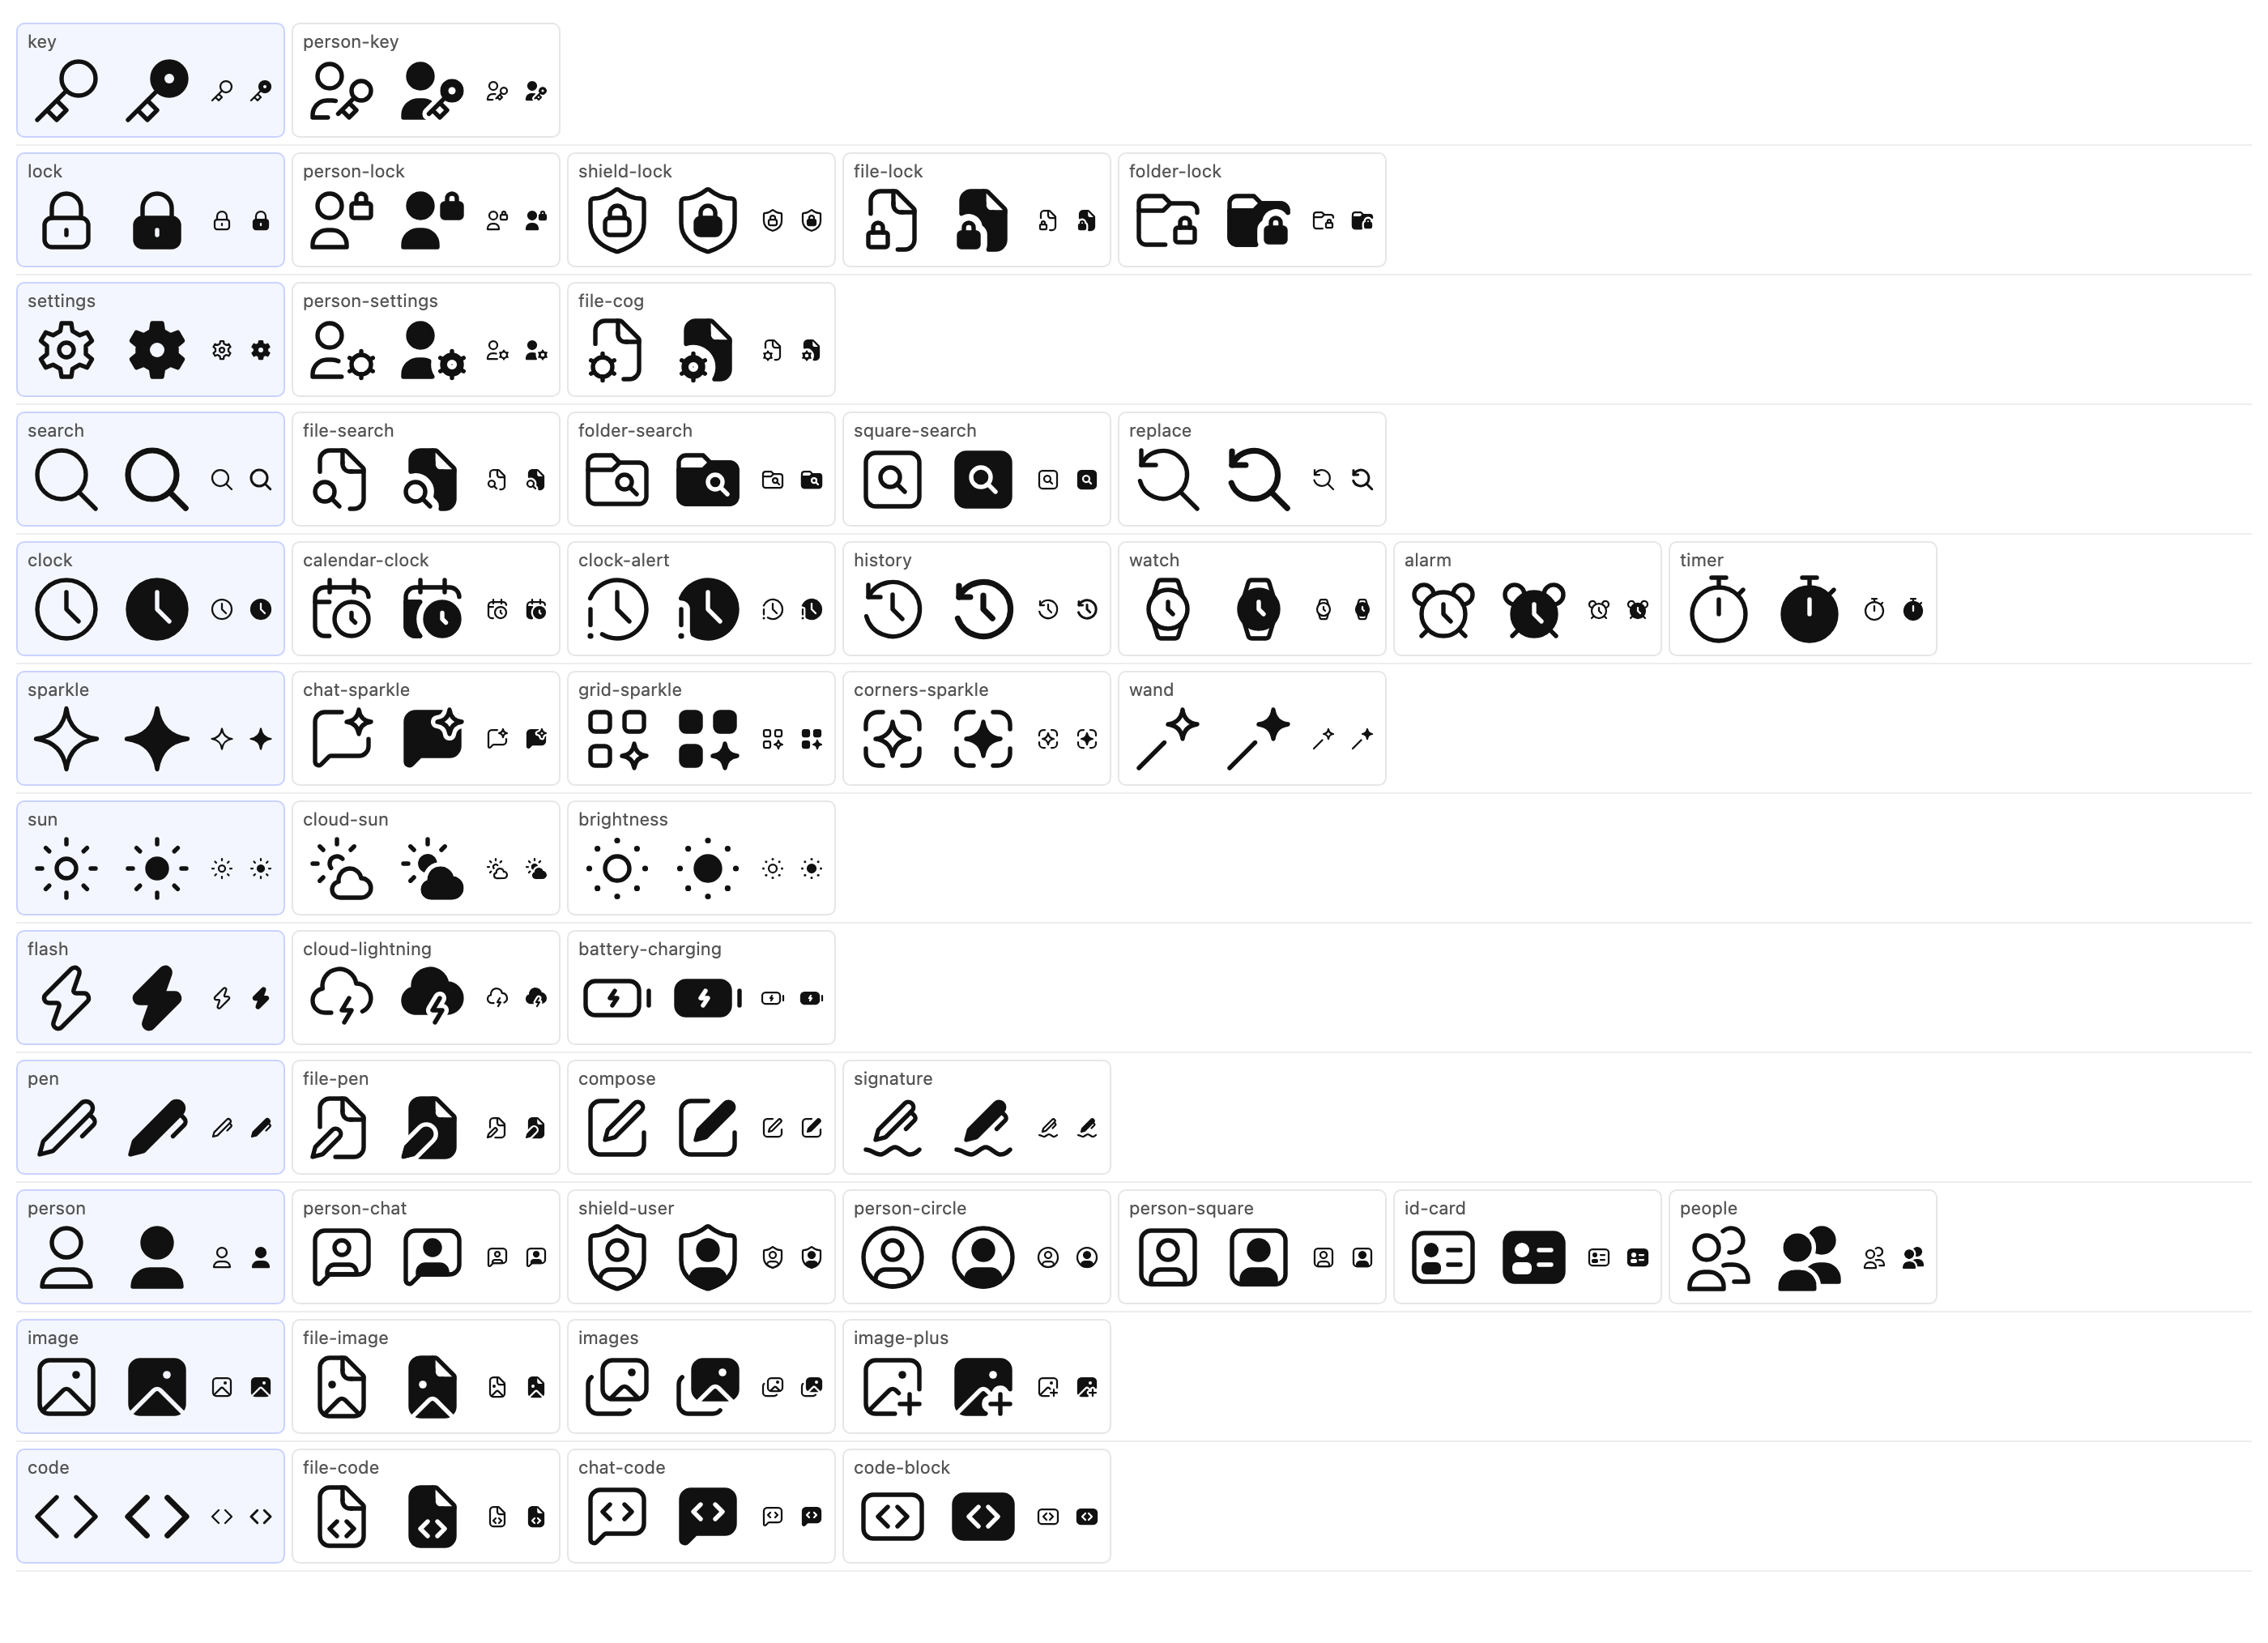 key
person-key
lock
person-lock
shield-lock
file-lock
folder-lock
settings
person-settings
file-cog
search
file-search
folder-search
square-search
replace
clock
calendar-clock
clock-alert
history
watch
alarm
timer
sparkle
chat-sparkle
grid-sparkle
corners-sparkle
wand
sun
cloud-sun
brightness
flash
cloud-lightning
battery-charging
pen
file-pen
compose
signature
person
person-chat
shield-user
person-circle
person-square
id-card
people
image
file-image
images
image-plus
code
file-code
chat-code
code-block